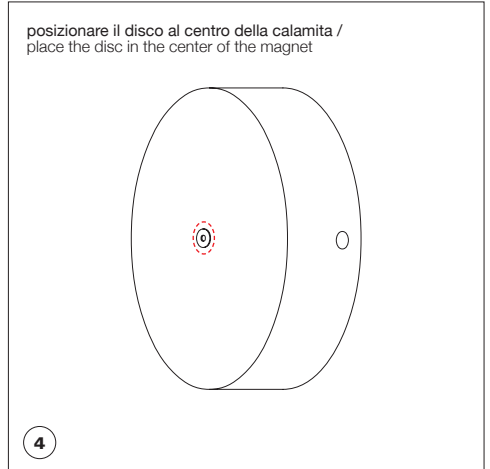 posizionare il disco al centro della calamita /
place the disc in the center of the magnet
4